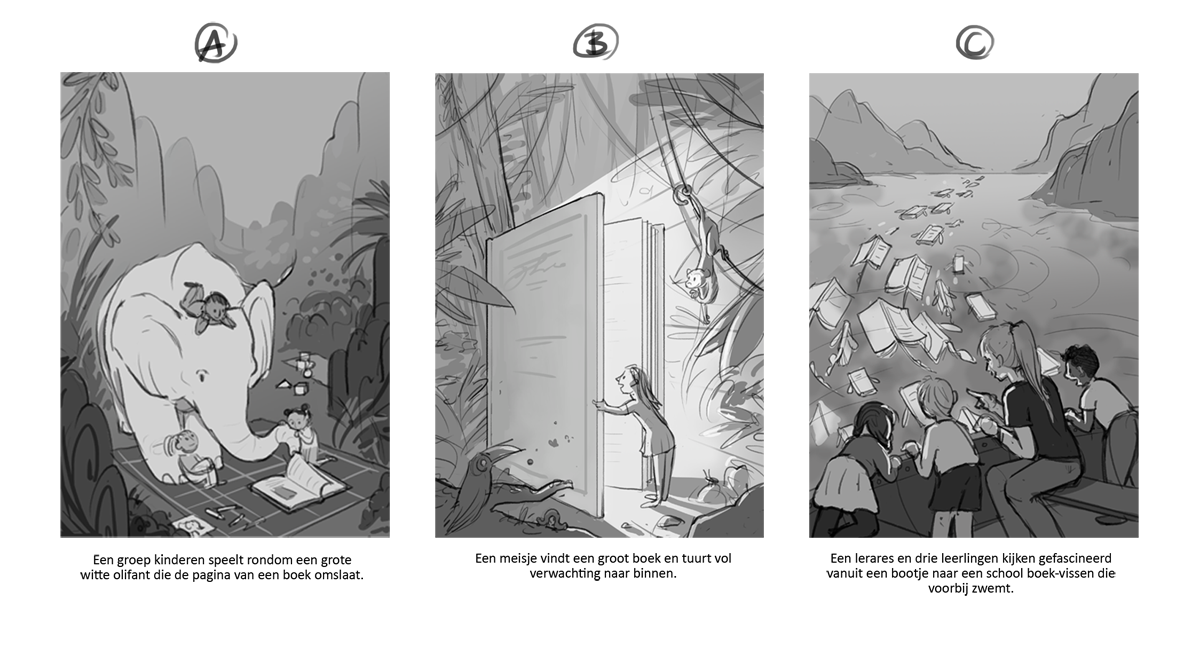 A
B
C
Een groep kinderen speelt rondom een grote
witte olifant die de pagina van een boek omslaat.
Een meisje vindt een groot boek en tuurt vol
verwachting naar binnen.
Een lerares en drie leerlingen kijken gefascineerd
vanuit een bootje naar een school boek-vissen die
voorbij zwemt.